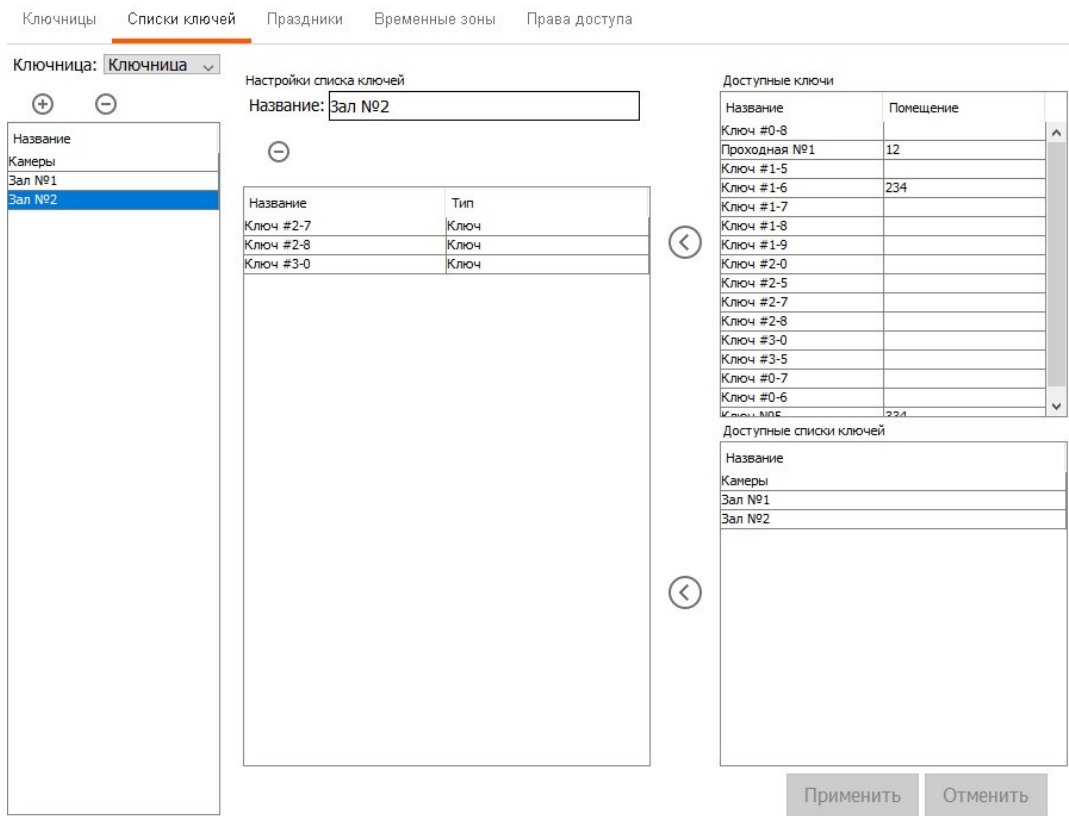 Ключницы Списки ключей Праздники Временные зоны Права доступа
Ключница: Ключница
Название
Камеры
Зал №1
Зал №2
Настройки списка ключей
Название: Зал №2
Название Тип
Ключ #2-7 Ключ
Ключ #2-8 Ключ
Ключ #3-0 Ключ
Доступные ключи
Название Помещение
Ключ #0-8
Проходная №1 12
Ключ #1-5
Ключ #1-6 234
Ключ #1-7
Ключ #1-8
Ключ #1-9
Ключ #2-0
Ключ #2-5
Ключ #2-7
Ключ #2-8
Ключ #3-0
Ключ #3-5
Ключ #0-7
Ключ #0-6
Ключ №5 334
Доступные списки ключей
Название
Камеры
Зал №1
Зал №2
Применить Отменить